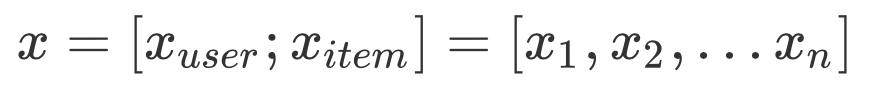 x = [x_{user}; x_{item}] = [x_1, x_2, ... x_n]